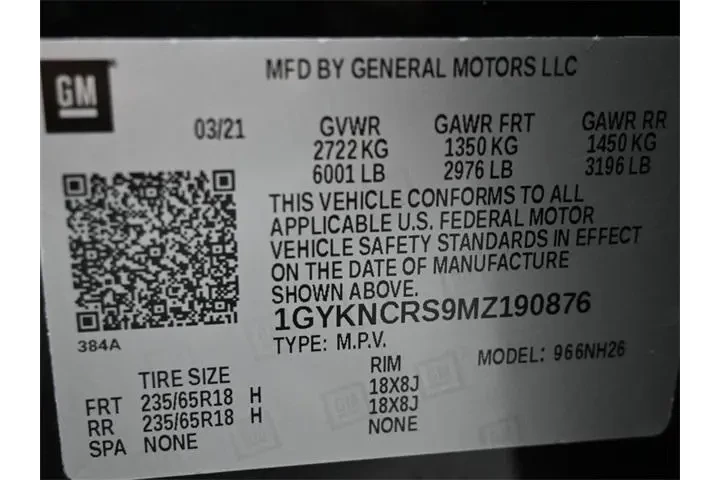 GM
MFD BY GENERAL MOTORS LLC
03/21 GVWR GAWR FRT GAWR RR
2722 KG 1350 KG 1450 KG
6001 LB 2976 LB 3196 LB
THIS VEHICLE CONFORMS TO ALL
APPLICABLE U.S. FEDERAL MOTOR
VEHICLE SAFETY STANDARDS IN EFFECT
ON THE DATE OF MANUFACTURE
SHOWN ABOVE.
1GYKNCRS9MZ190876
384A
TYPE: M.P.V. MODEL: 966NH26
TIRE SIZE RIM
FRT 235/65R18 H 18X8J
RR 235/65R18 H 18X8J
SPA NONE NONE